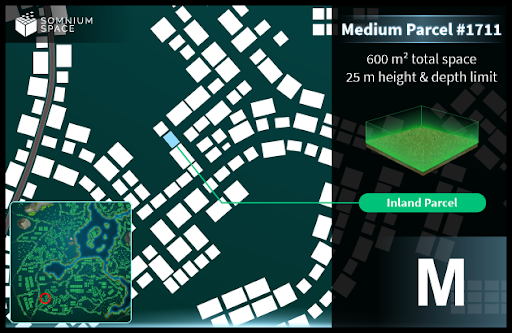 SOMNIUM
SPACE
Medium Parcel #1711
600 m² total space
25 m height & depth limit
Inland Parcel
M